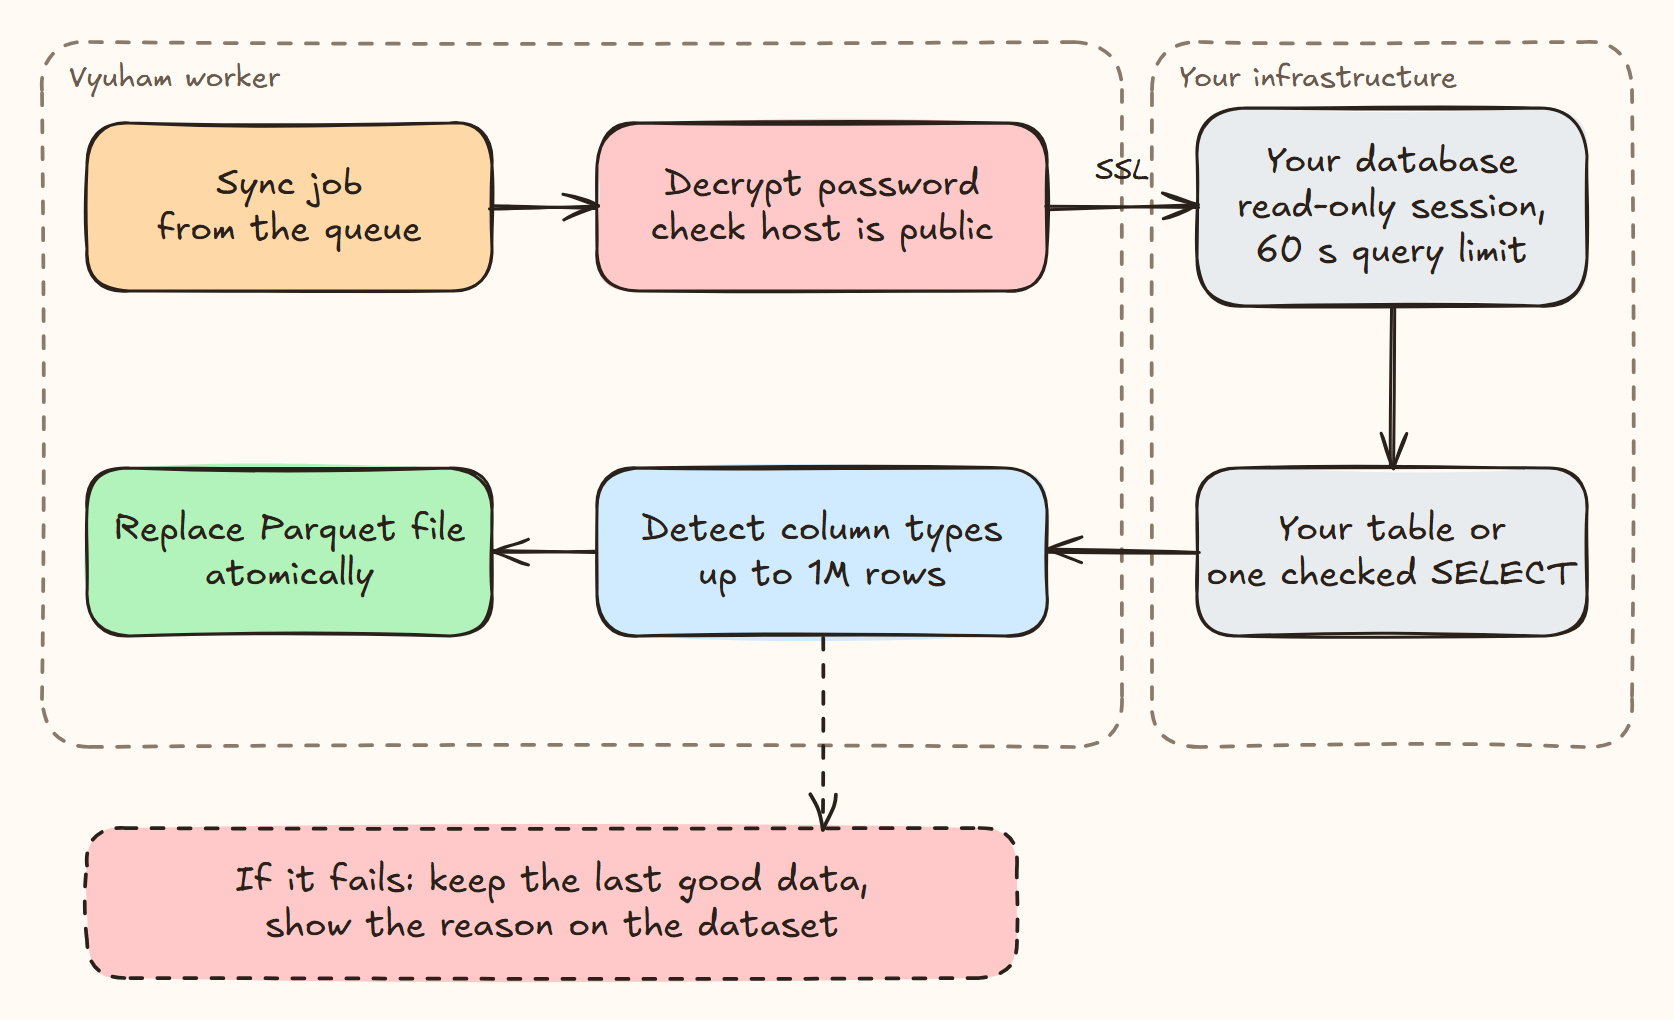 Vyuham worker
Your infrastructure
Sync job
from the queue
Decrypt password
check host is public
SSL
Your database
read-only session,
60 s query limit
Replace Parquet file
atomically
Detect column types
up to 1M rows
Your table or
one checked SELECT
If it fails: keep the last good data,
show the reason on the dataset